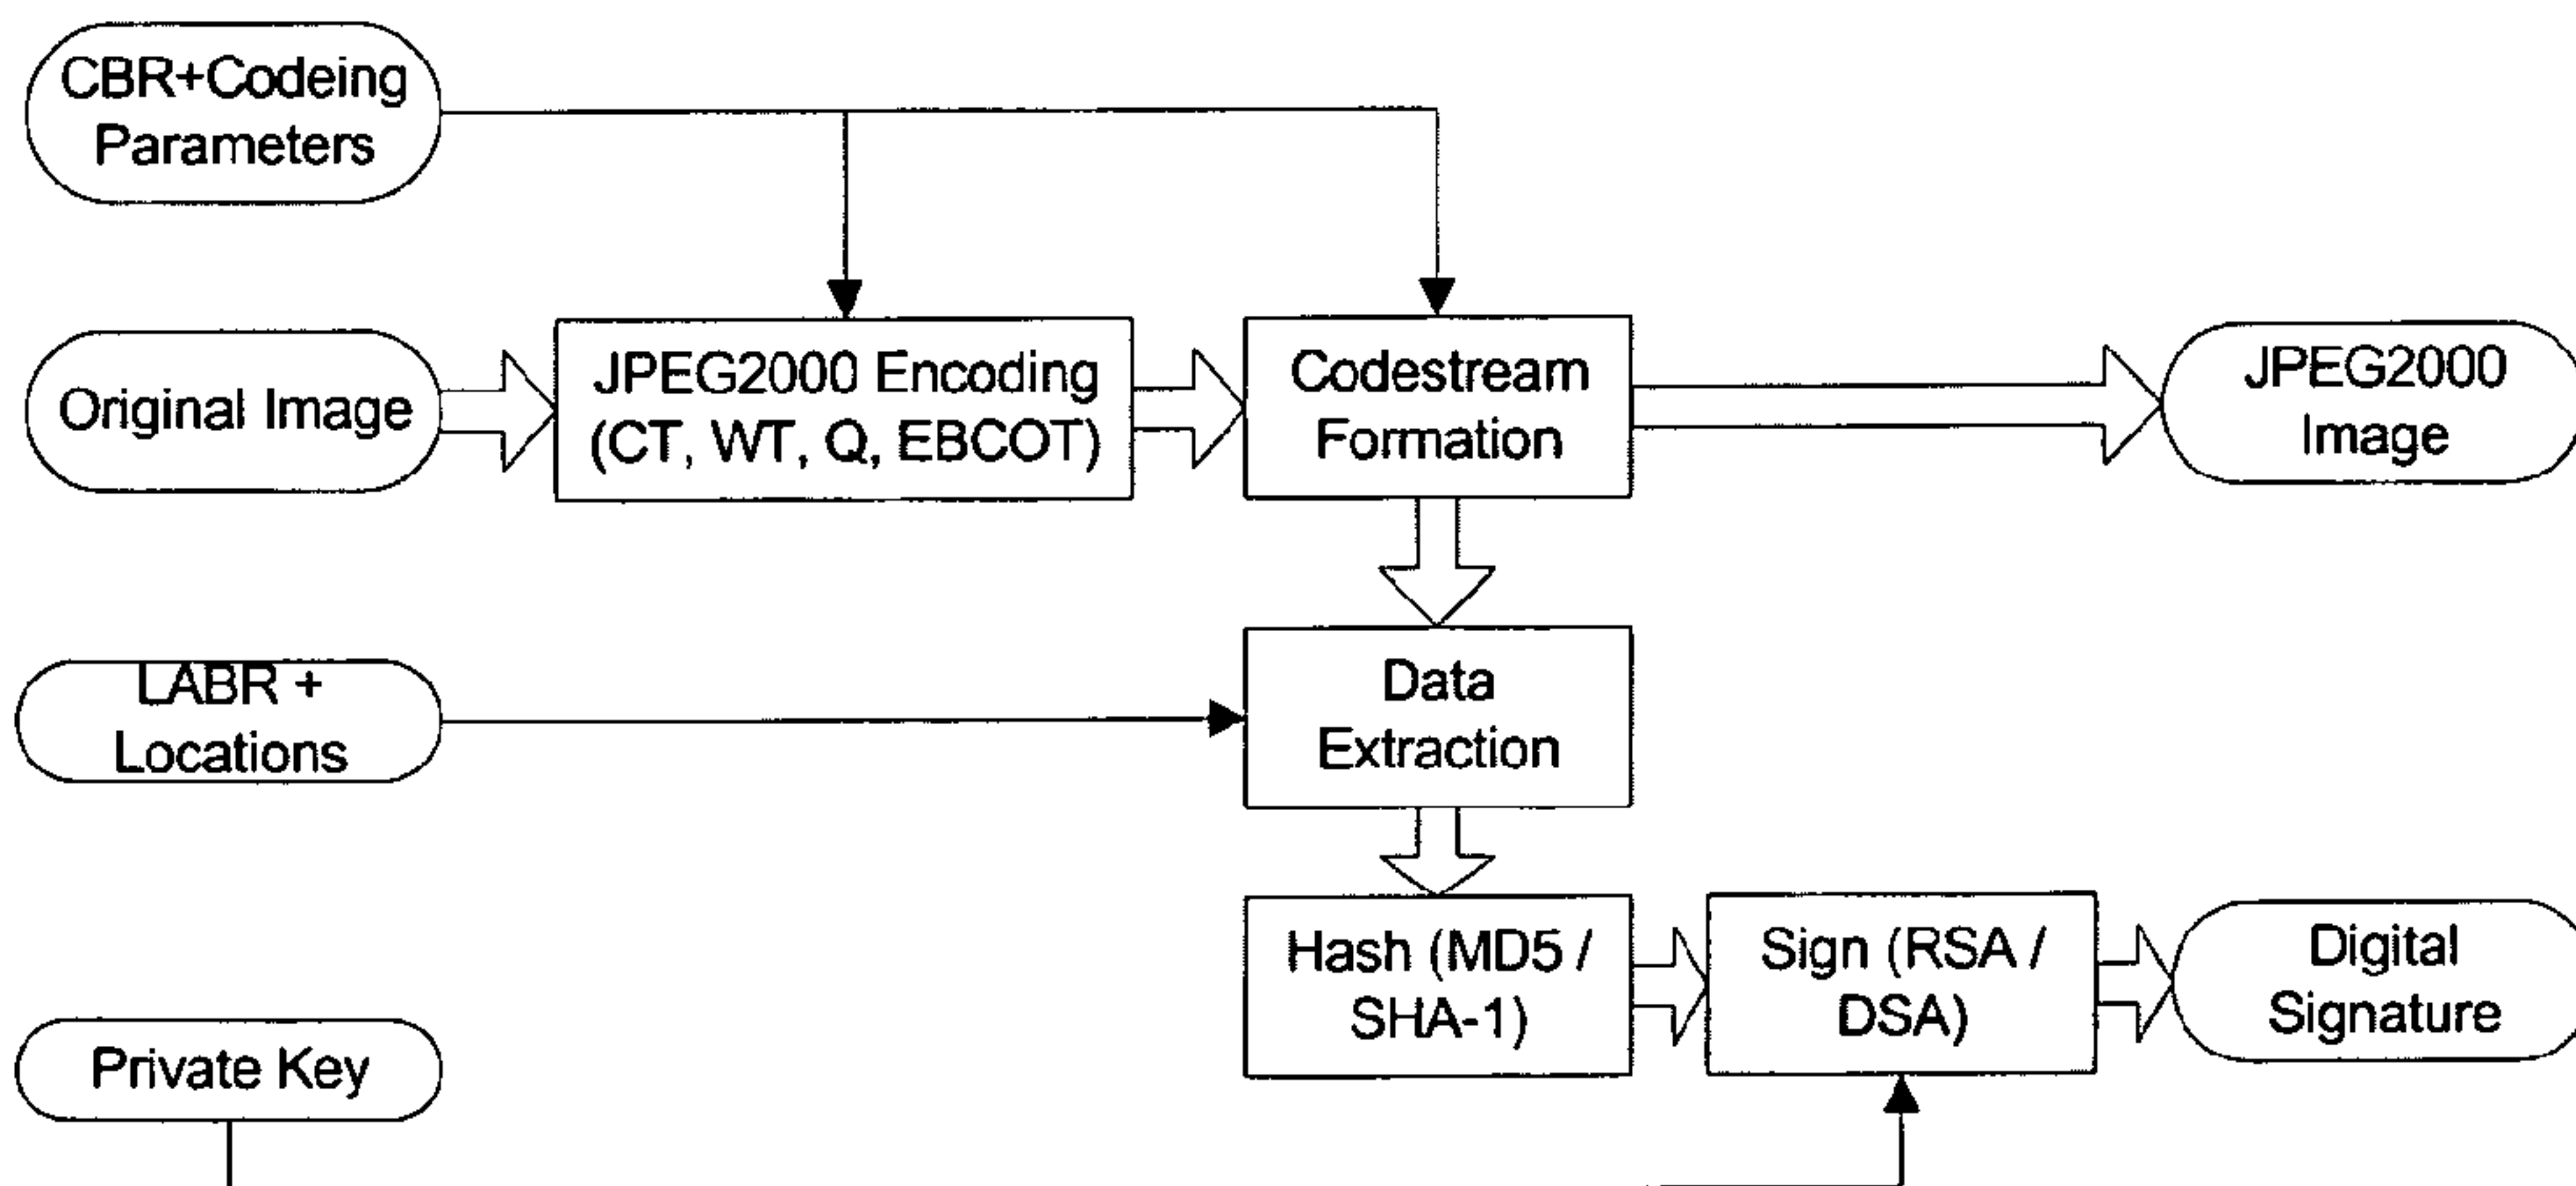 CBR+Codeing
Parameters
Original Image
JPEG2000 Encoding
(CT, WT, Q, EBCOT)
Codestream
Formation
JPEG2000
Image
LABR +
Locations
Data
Extraction
Hash (MD5 /
SHA-1)
Sign (RSA /
DSA)
Digital
Signature
Private Key